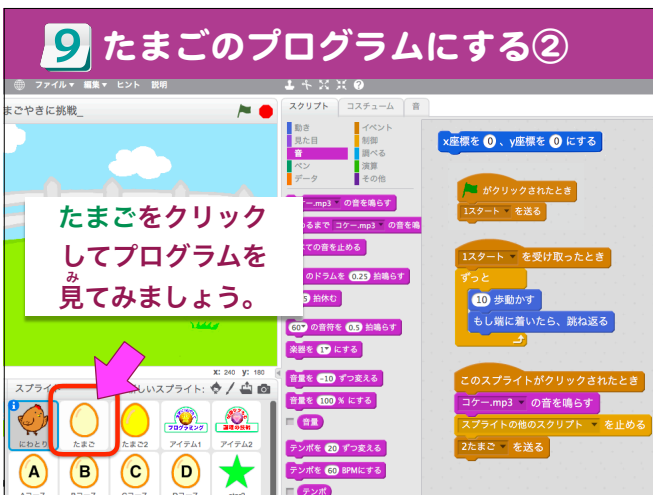 9 たまごのプログラムにする②
ファイル▼ 編集▼ ヒント 説明
まごやきに挑戦_
スクリプト コスチューム 音
動き イベント
見た目 制御
音 調べる
ペン 演算
データ その他
ケー.mp3 の音を鳴らす
るまで コケー.mp3 の音を鳴
ての音を止める
のドラムを 0.25 拍鳴らす
拍休む
60 の音符を 0.5 拍鳴らす
楽器を 1 にする
音量を -10 ずつ変える
音量を 100 % にする
音量
テンポを 20 ずつ変える
テンポを 60 BPMにする
テンポ
x座標を 0 、y座標を 0 にする
がクリックされたとき
1スタート を送る
1スタート を受け取ったとき
ずっと
10 歩動かす
もし端に着いたら、跳ね返る
このスプライトがクリックされたとき
コケー.mp3 の音を鳴らす
スプライトの他のスクリプト を止める
2たまご を送る
たまごをクリック
してプログラムを
み
見てみましょう。
x: 240 y: 180
スプライト しいスプライト:
にわとり たまご たまご2 アイテム1 アイテム2
プログラミング
A B C D